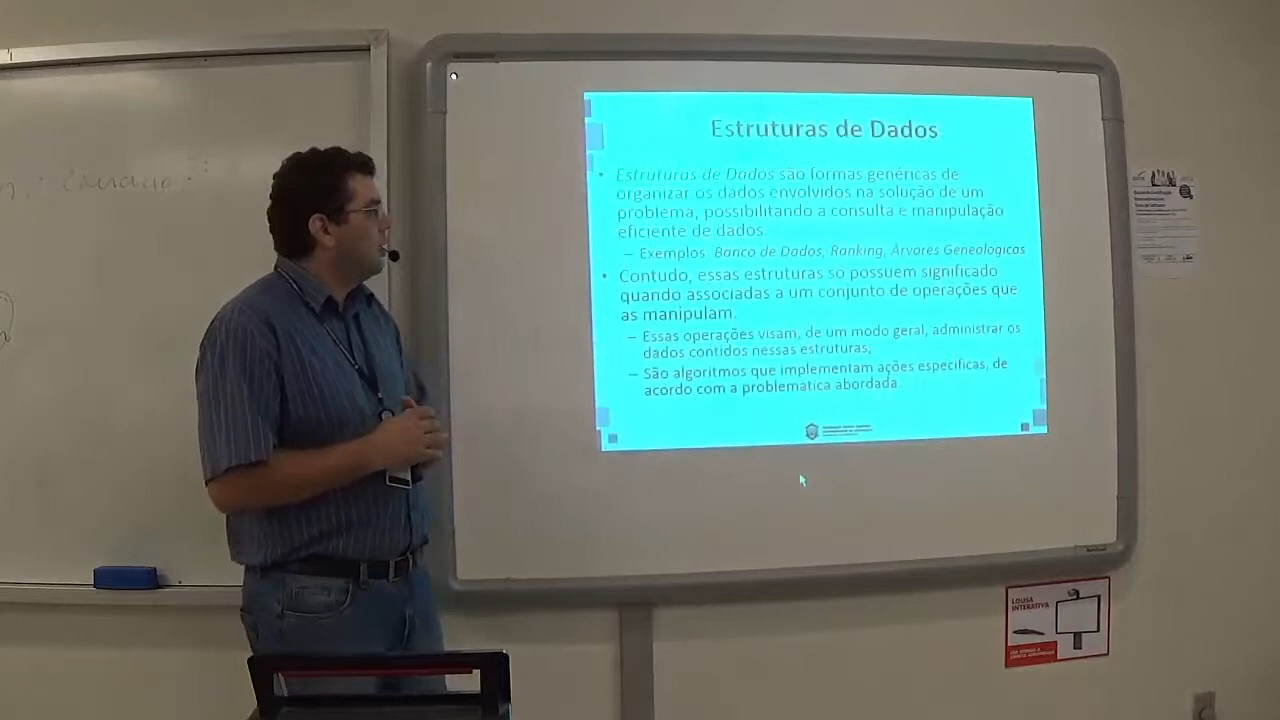 Estruturas de Dados
• Estruturas de Dados são formas genéricas de
organizar os dados envolvidos na solução de um
problema, possibilitando a consulta e manipulação
eficiente de dados.
– Exemplos: Banco de Dados, Ranking, Árvores Genealógicas
• Contudo, essas estruturas só possuem significado
quando associadas a um conjunto de operações que
as manipulam.
– Essas operações visam, de um modo geral, administrar os
dados contidos nessas estruturas,
– São algoritmos que implementam ações especificas, de
acordo com a problemática abordada
LOUSA
INTERATIVA